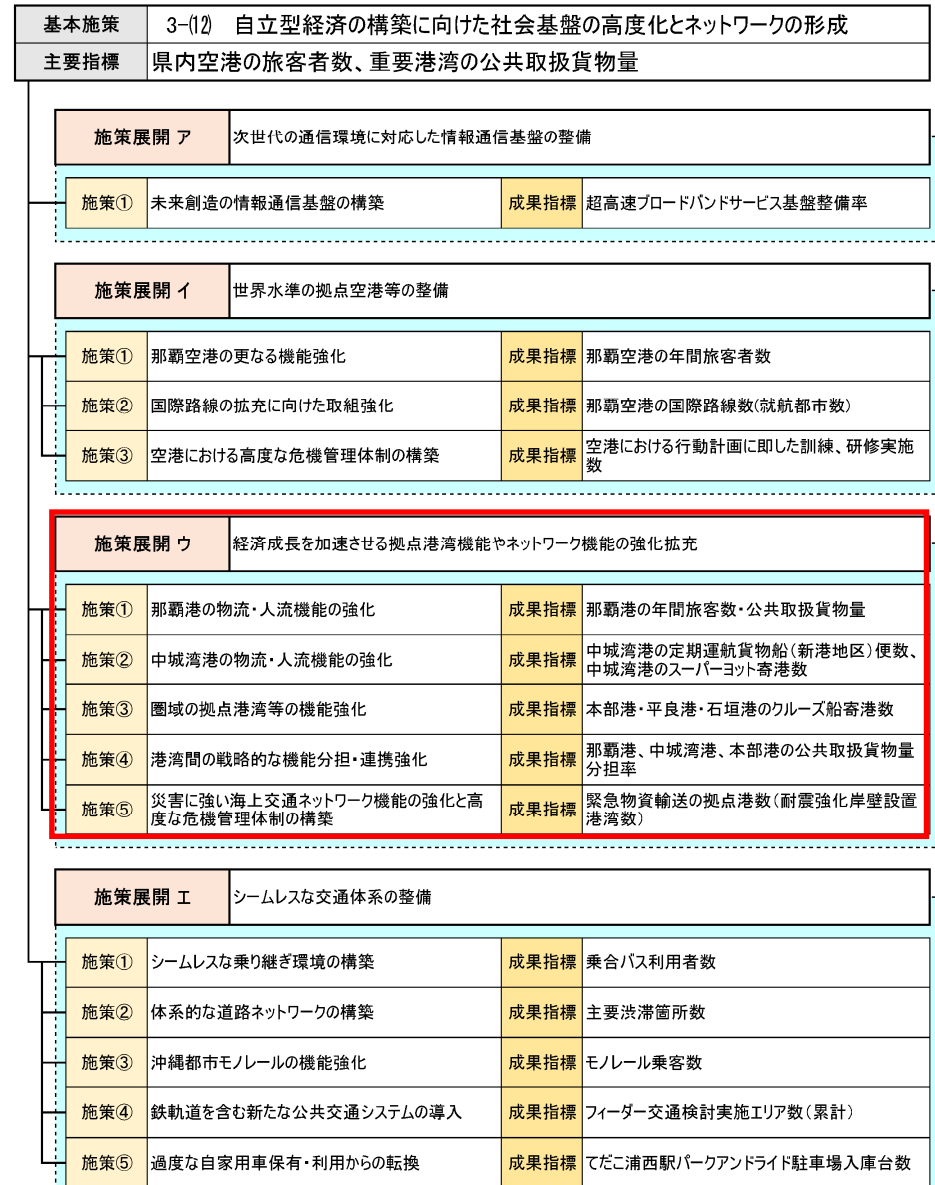 基本施策 3-⑿ 自立型経済の構築に向けた社会基盤の高度化とネットワークの形成
主要指標 県内空港の旅客者数、重要港湾の公共取扱貨物量
施策展開 ア 次世代の通信環境に対応した情報通信基盤の整備
施策① 未来創造の情報通信基盤の構築 成果指標 超高速ブロードバンドサービス基盤整備率
施策展開 イ 世界水準の拠点空港等の整備
施策① 那覇空港の更なる機能強化 成果指標 那覇空港の年間旅客者数
施策② 国際路線の拡充に向けた取組強化 成果指標 那覇空港の国際路線数(就航都市数)
施策③ 空港における高度な危機管理体制の構築 成果指標 空港における行動計画に即した訓練、研修実施
数
施策展開 ウ 経済成長を加速させる拠点港湾機能やネットワーク機能の強化拡充
施策① 那覇港の物流・人流機能の強化 成果指標 那覇港の年間旅客数・公共取扱貨物量
施策② 中城湾港の物流・人流機能の強化 成果指標 中城湾港の定期運航貨物船(新港地区)便数、
中城湾港のスーパーヨット寄港数
施策③ 圏域の拠点港湾等の機能強化 成果指標 本部港・平良港・石垣港のクルーズ船寄港数
施策④ 港湾間の戦略的な機能分担・連携強化 成果指標 那覇港、中城湾港、本部港の公共取扱貨物量
分担率
施策⑤ 災害に強い海上交通ネットワーク機能の強化と高
度な危機管理体制の構築 成果指標 緊急物資輸送の拠点港数(耐震強化岸壁設置
港湾数)
施策展開 エ シームレスな交通体系の整備
施策① シームレスな乗り継ぎ環境の構築 成果指標 乗合バス利用者数
施策② 体系的な道路ネットワークの構築 成果指標 主要渋滞箇所数
施策③ 沖縄都市モノレールの機能強化 成果指標 モノレール乗客数
施策④ 鉄軌道を含む新たな公共交通システムの導入 成果指標 フィーダー交通検討実施エリア数(累計)
施策⑤ 過度な自家用車保有・利用からの転換 成果指標 てだこ浦西駅パークアンドライド駐車場入庫台数